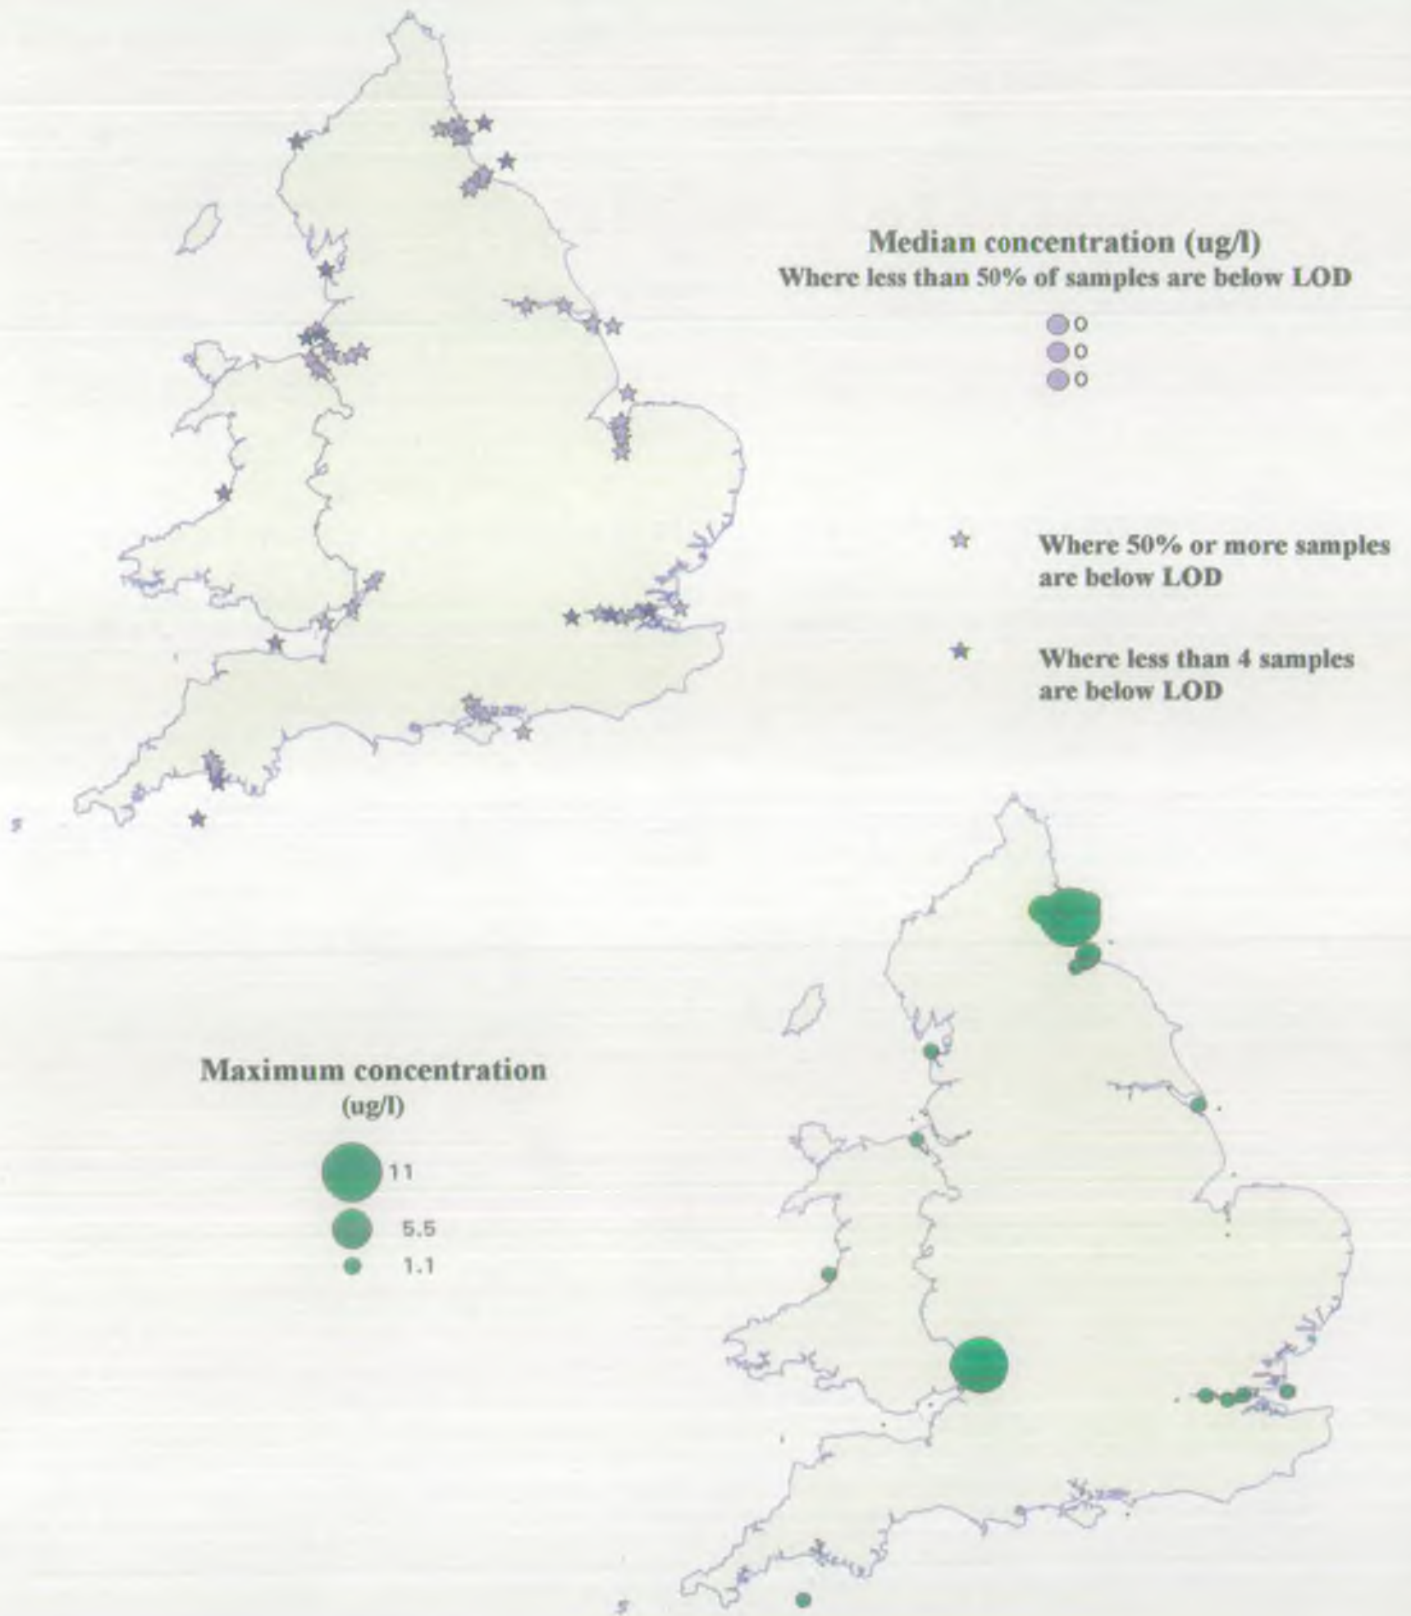 Median concentration (ug/l)
Where less than 50% of samples are below LOD
0
0
0
Where 50% or more samples
are below LOD
Where less than 4 samples
are below LOD
Maximum concentration
(ug/l)
11
5.5
1.1